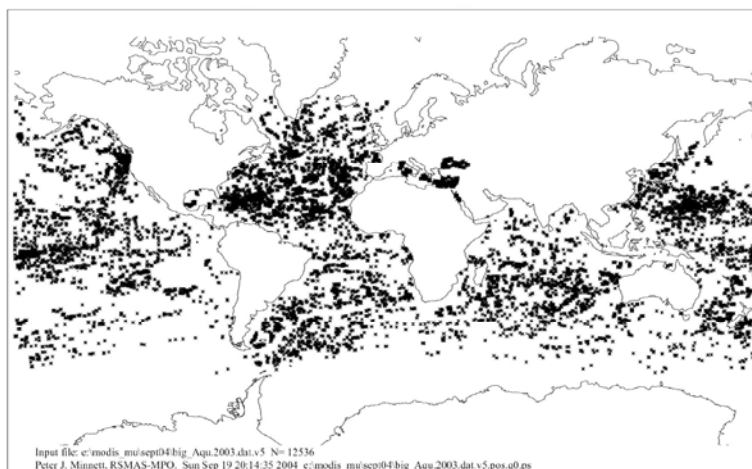 Input file: e:\modis_mu\sept04\big_Aqu.2003.dat.v5 N= 12536
Peter J. Minnett, RSMAS-MPO, Sun Sep 19 20:14:35 2004 e:\modis_mu\sept04\big_Aqu.2003.dat.v5.pos.q0.ps